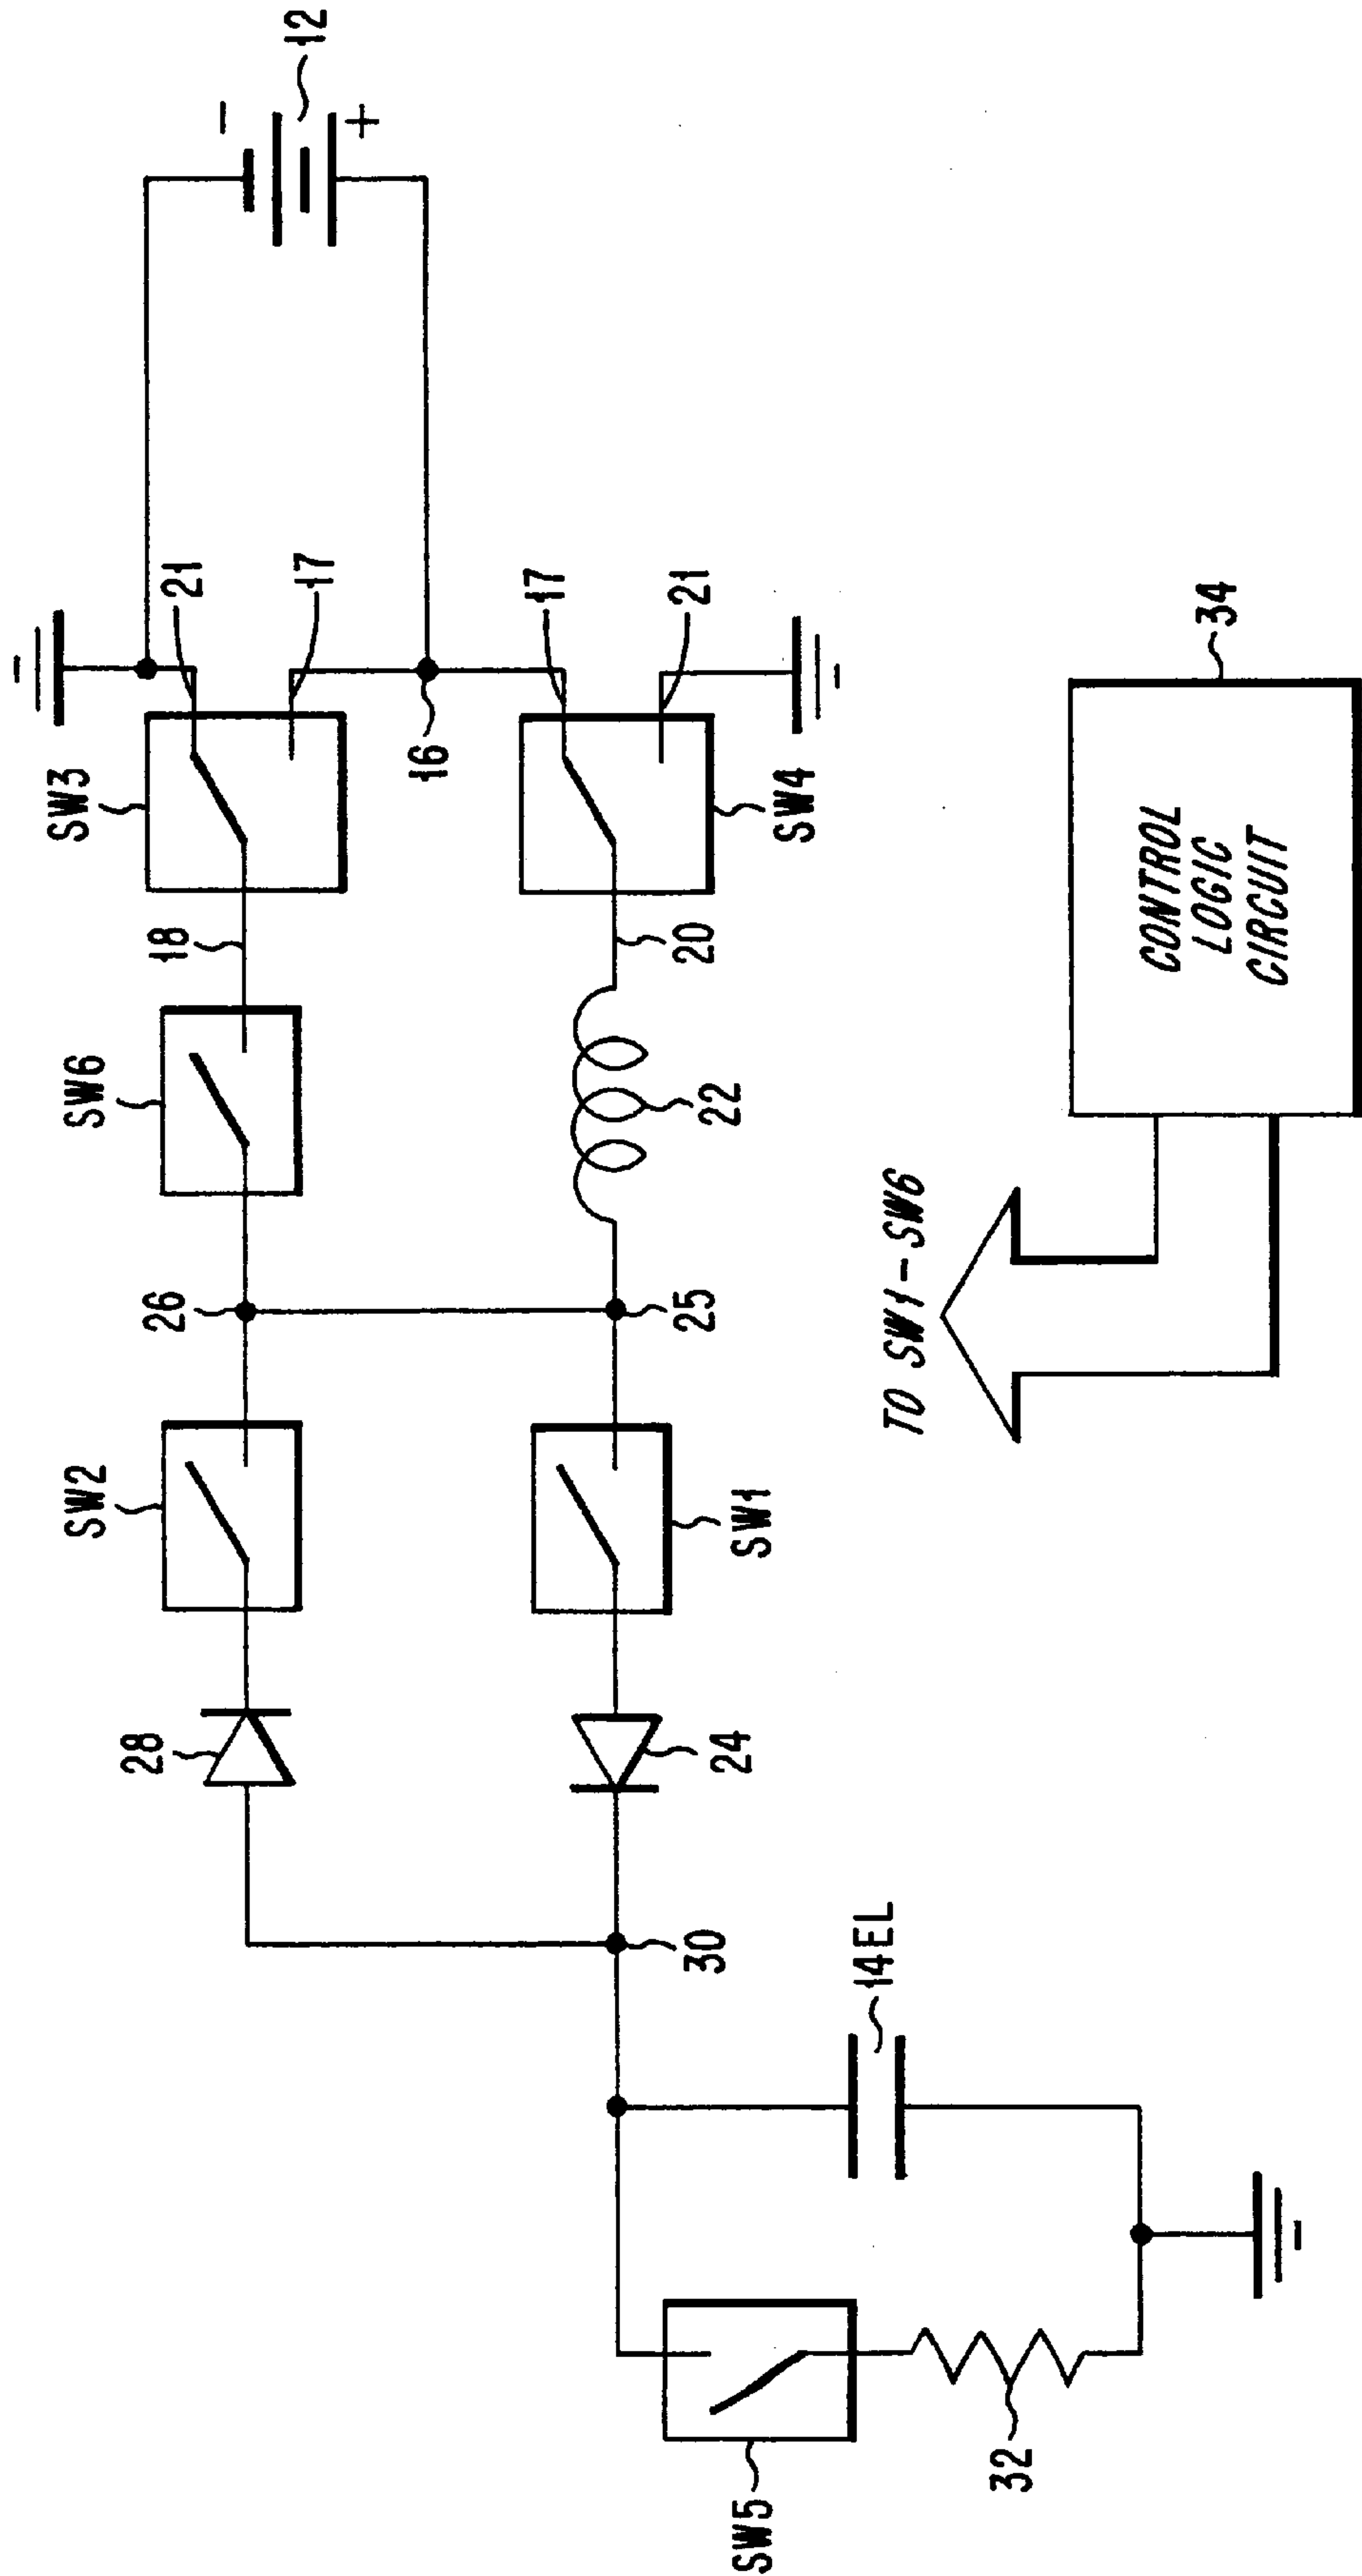 12
-
+
SW3
21
17
16
17
21
SW4
18
20
SW6
22
26
25
SW2
SW1
28
24
30
14EL
SW5
32
TO SW1-SW6
CONTROL
LOGIC
CIRCUIT
34